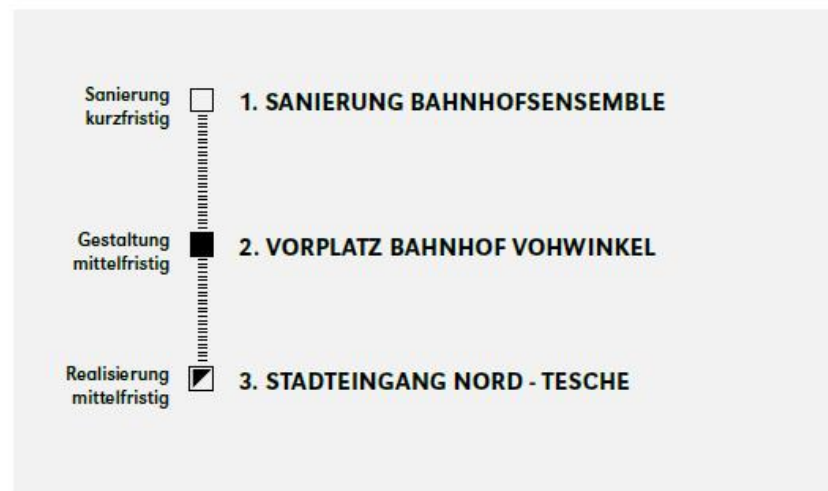 Sanierung
kurzfristig
1. SANIERUNG BAHNHOFSENSEMBLE
Gestaltung
mittelfristig
2. VORPLATZ BAHNHOF VOHWINKEL
Realisierung
mittelfristig
3. STADTEINGANG NORD - TESCHE